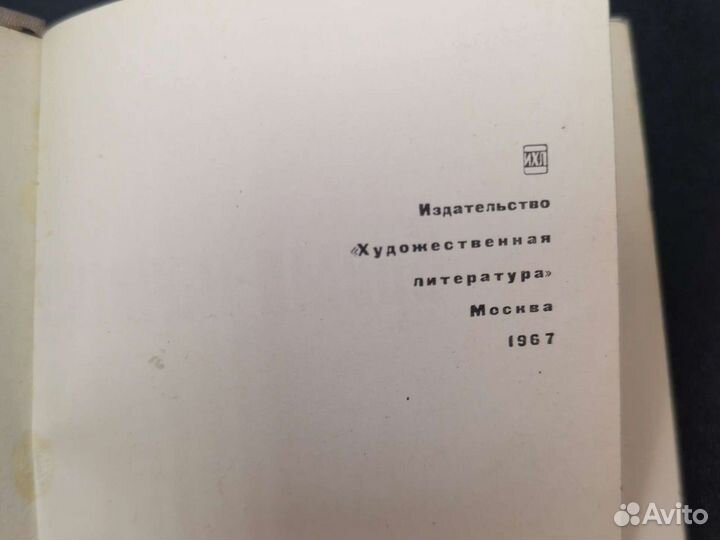 ИХЛ
Издательство
«Художественная
литература»
Москва
1967
Avito